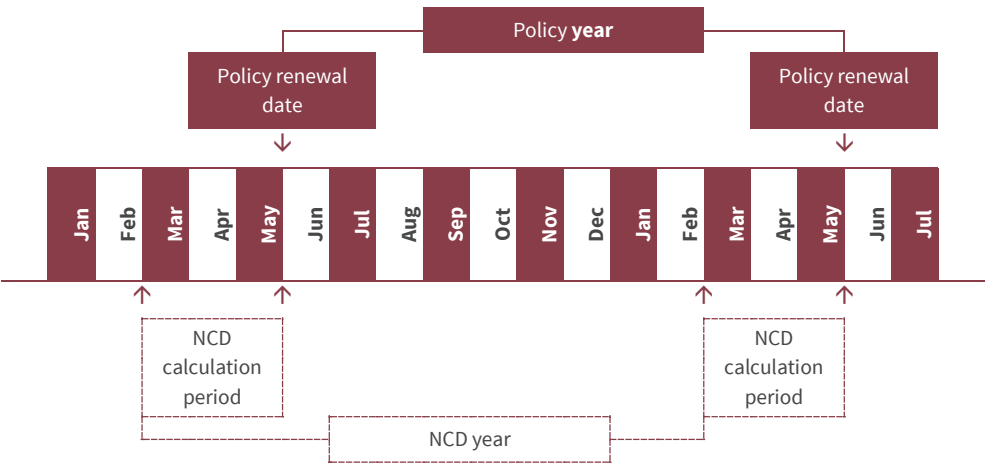 Policy year
Policy renewal
date
Policy renewal
date
Jan
Feb
Mar
Apr
May
Jun
Jul
Aug
Sep
Oct
Nov
Dec
Jan
Feb
Mar
Apr
May
Jun
Jul
NCD
calculation
period
NCD
calculation
period
NCD year